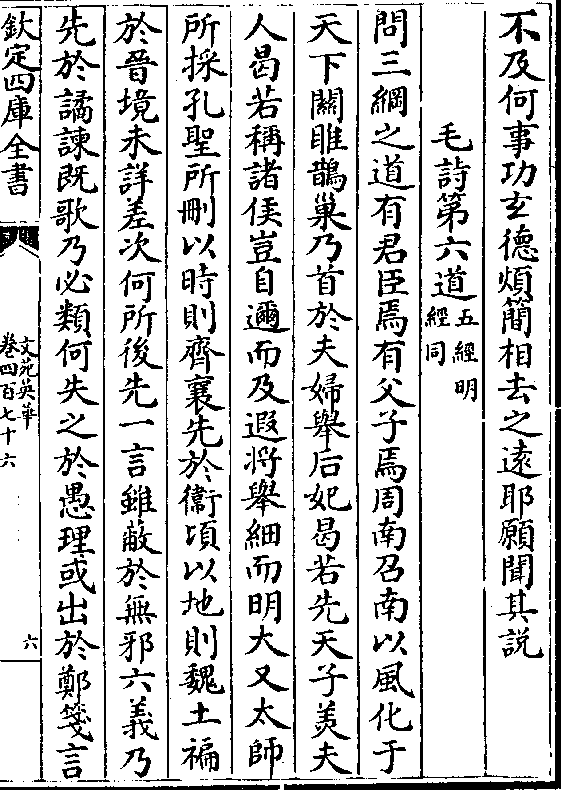 不及何事功玄德煩簡相去之遠耶願聞其説
毛詩第六道五經明經同
問三綱之道有君臣焉有父子焉周南召南以風化于
天下關雎鵲巢乃首於夫婦舉后妃曷若先天子美夫
人曷若稱諸侯豈自邇而及遐將舉細而明大又太師
所採孔聖所刪以時則齊襄先於衞頃以地則魏土褊
於晉境未詳差次何所後先一言雖蔽於無邪六義乃
先於譎諫既歌乃必類何失之於愚理或出於鄭箋言
欽定四庫全書
文苑英華
卷四百七十六
六